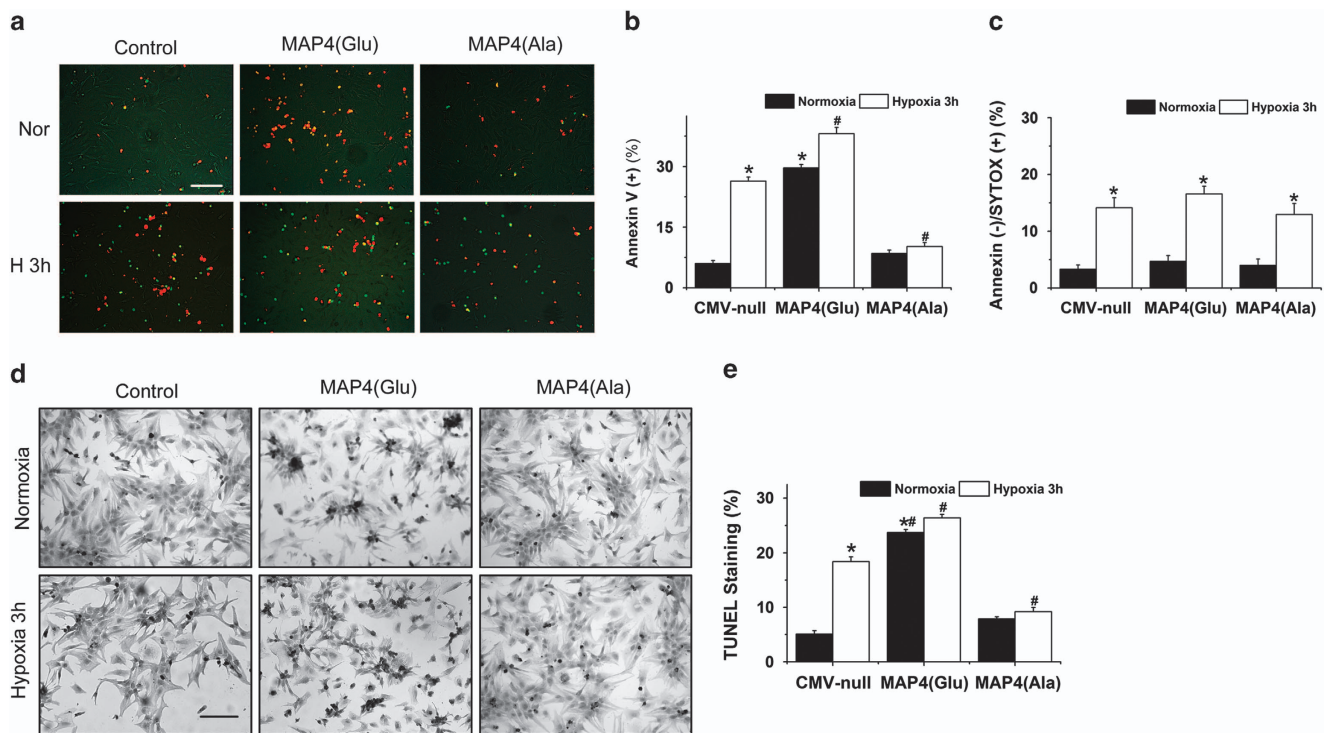 a
Control
MAP4(Glu)
MAP4(Ala)
Nor
H 3h
b
Normoxia
Hypoxia 3h
Annexin V (+) (%)
30
15
0
*
*
#
#
CMV-null
MAP4(Glu)
MAP4(Ala)
c
Normoxia
Hypoxia 3h
Annexin (-)/SYTOX (+) (%)
30
20
10
0
*
*
*
CMV-null
MAP4(Glu)
MAP4(Ala)
d
Control
MAP4(Glu)
MAP4(Ala)
Normoxia
Hypoxia 3h
e
Normoxia
Hypoxia 3h
TUNEL Staining (%)
30
20
10
0
*
*#
#
#
CMV-null
MAP4(Glu)
MAP4(Ala)